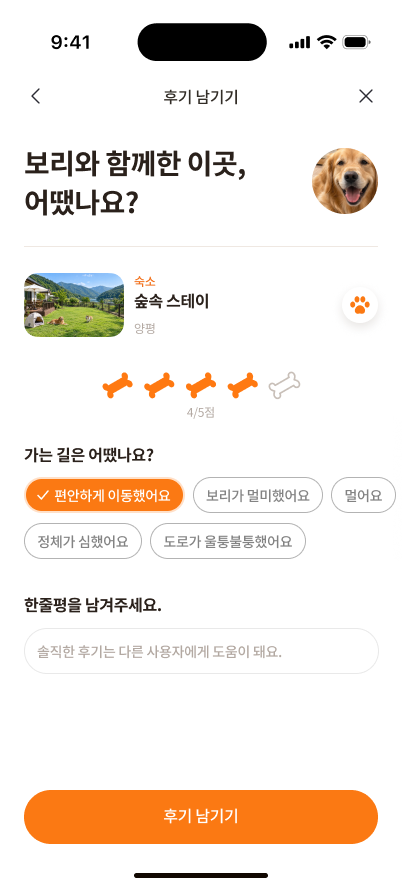 9:41
후기 남기기
보리와 함께한 이곳,
어땠나요?
숙소
숲속 스테이
양평
4/5점
가는 길은 어땠나요?
편안하게 이동했어요 보리가 멀미했어요 멀어요
정체가 심했어요 도로가 울퉁불퉁했어요
한줄평을 남겨주세요.
솔직한 후기는 다른 사용자에게 도움이 돼요.
후기 남기기